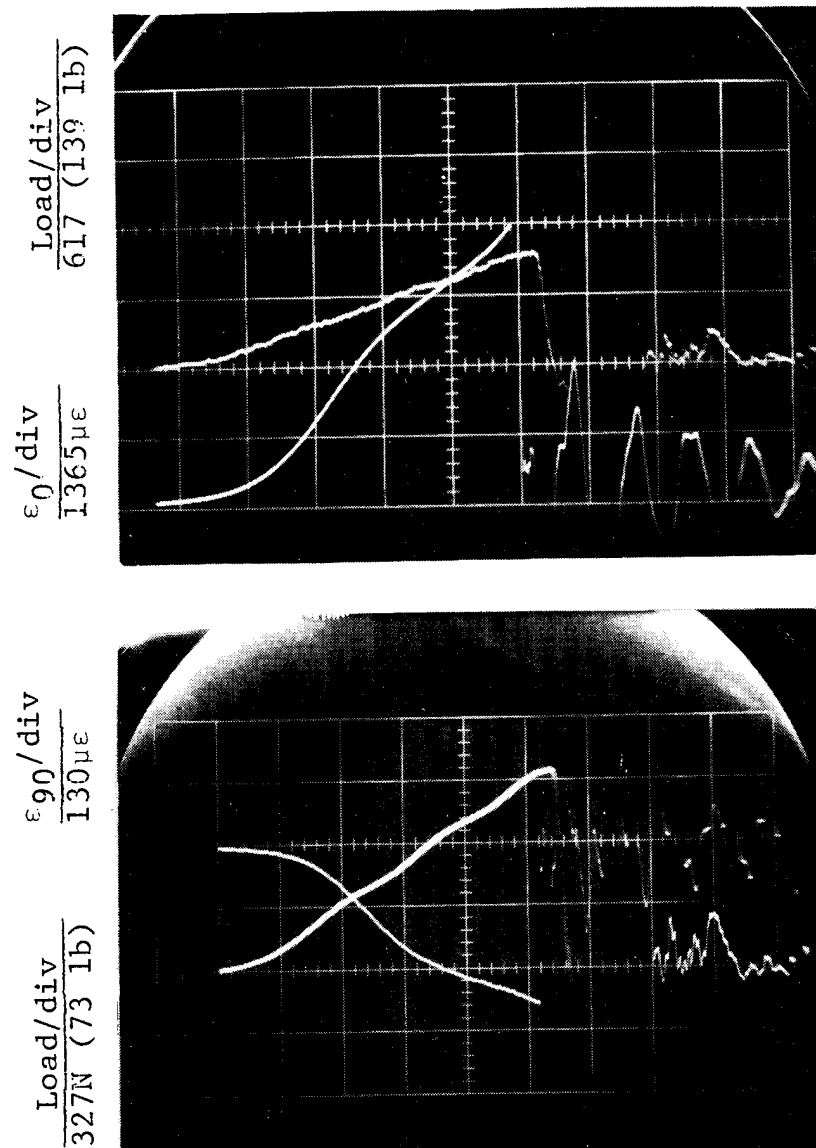 Load/div
617 (139 lb)
ε0/div
1365µε
ε90/div
130µε
Load/div
327N (73 lb)